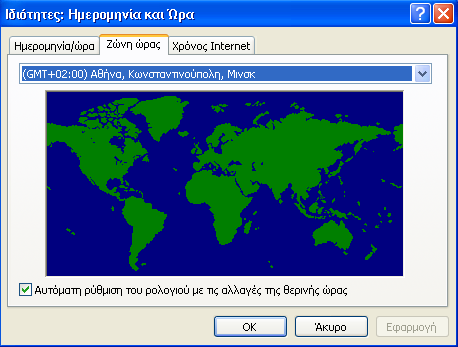 Ιδιότητες: Ημερομηνία και Ώρα
Ημερομηνία/ώρα Ζώνη ώρας Χρόνος Internet
(GMT+02:00) Αθήνα, Κωνσταντινούπολη, Μινσκ
Αυτόματη ρύθμιση του ρολογιού με τις αλλαγές της θερινής ώρας
OK Άκυρο Εφαρμογή